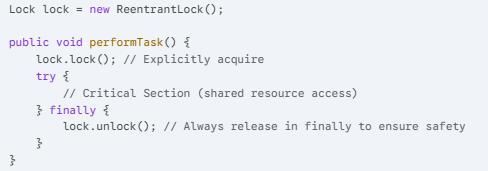 Lock lock = new ReentrantLock();

public void performTask() {
    lock.lock(); // Explicitly acquire
    try {
        // Critical Section (shared resource access)
    } finally {
        lock.unlock(); // Always release in finally to ensure safety
    }
}